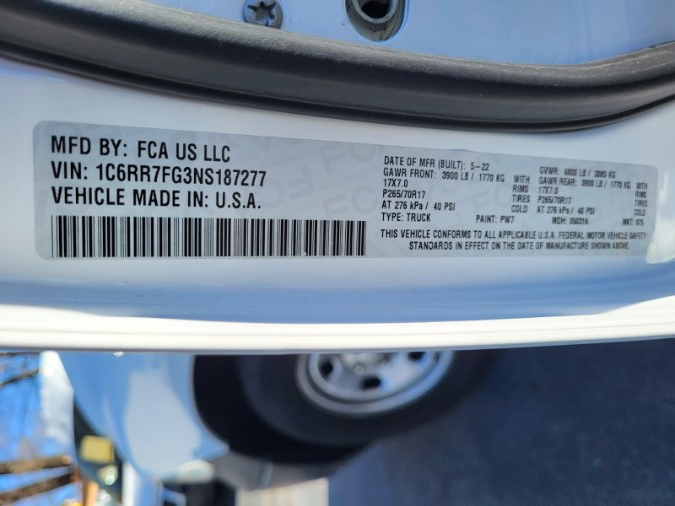 MFD BY: FCA US LLC
VIN: 1C6RR7FG3NS187277
VEHICLE MADE IN: U.S.A.
DATE OF MFR (BUILT): 5-22
GAWR FRONT: 3900 LB / 1770 KG WITH
17X7.0 RIMS
P265/70R17 TIRES
AT 276 kPa / 40 PSI COLD
TYPE: TRUCK PAINT: PW7
GVWR: 6800 LB / 3085 KG
GAWR REAR: 3900 LB / 1770 KG WITH
17X7.0 RIMS
P265/70R17 TIRES
AT 276 kPa / 40 PSI COLD
MDH: MKT:
THIS VEHICLE CONFORMS TO ALL APPLICABLE U.S.A. FEDERAL MOTOR VEHICLE SAFETY
STANDARDS IN EFFECT ON THE DATE OF MANUFACTURE SHOWN ABOVE.